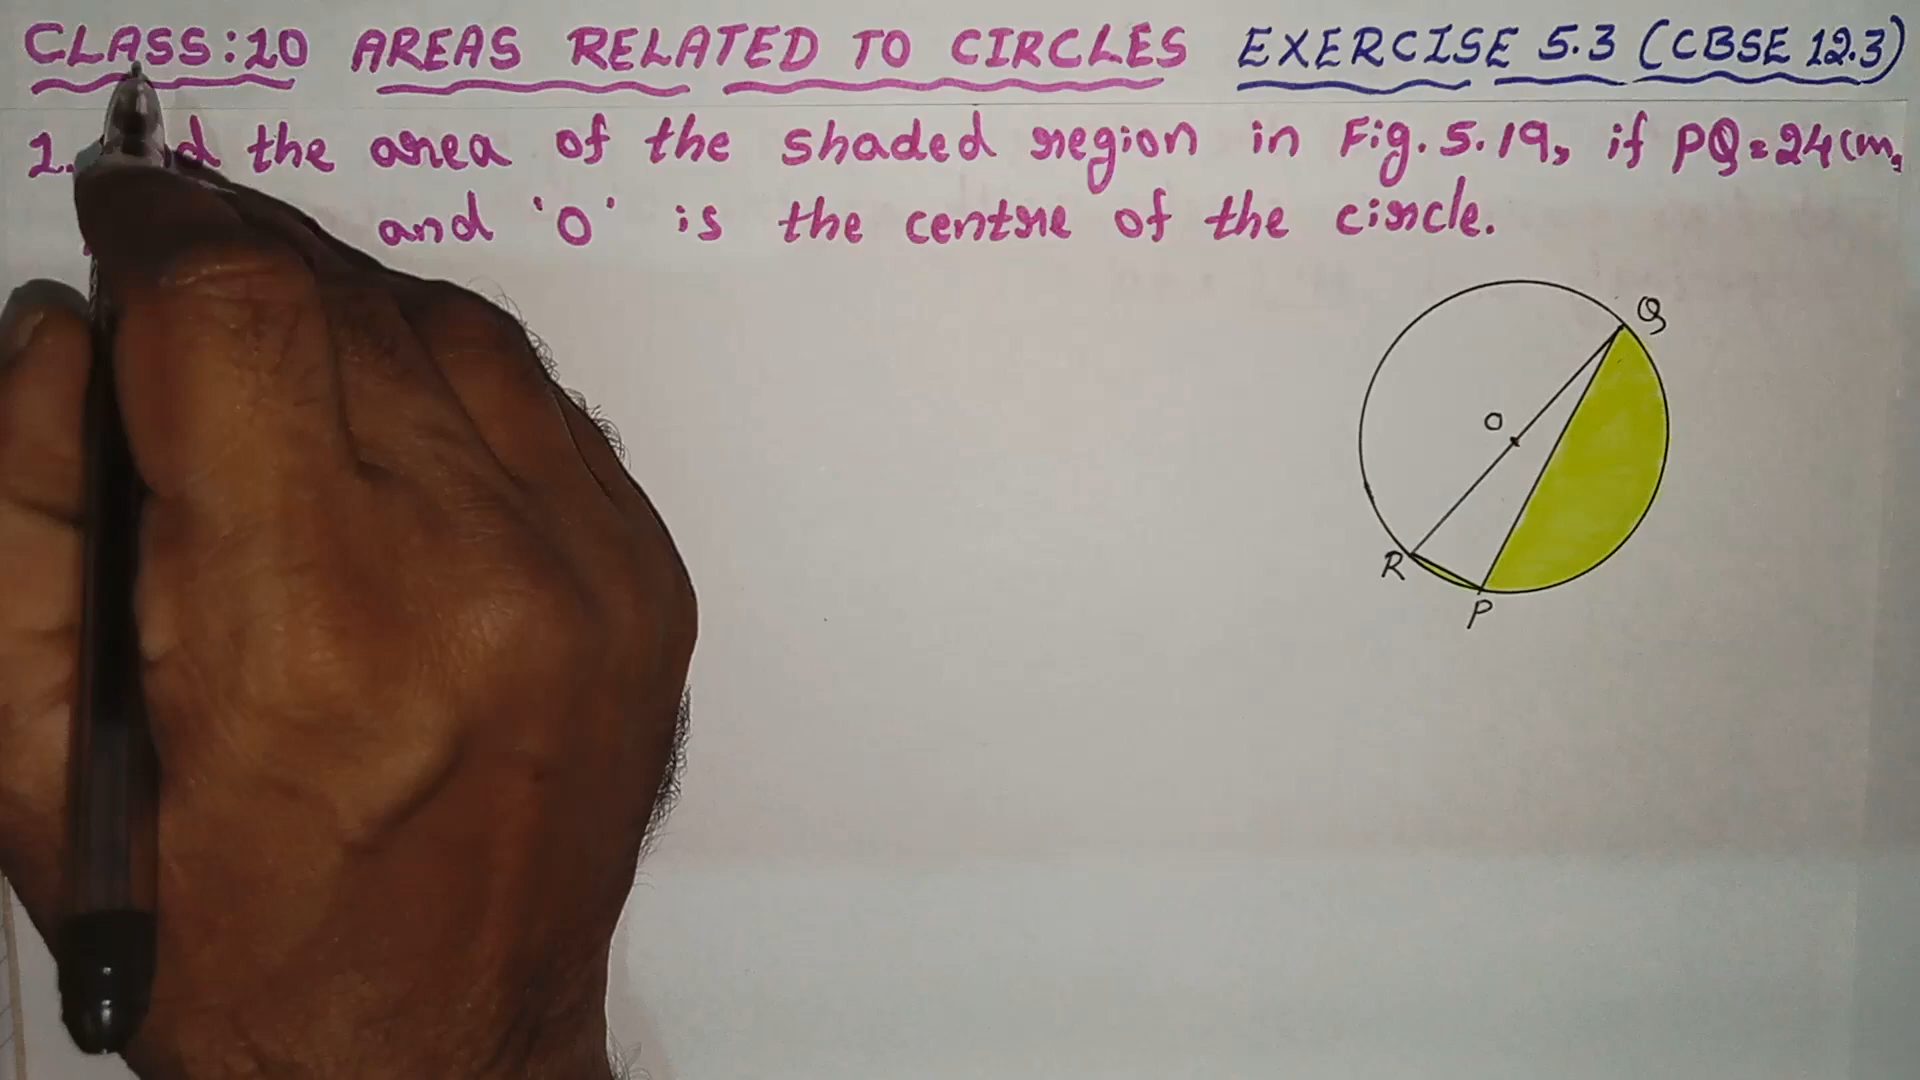 CLASS:10 AREAS RELATED TO CIRCLES EXERCISE 5.3 (CBSE 12.3)
1. the area of the shaded region in Fig. 5.19, if PQ = 24cm,
and 'O' is the centre of the circle.
Q
O
R
P